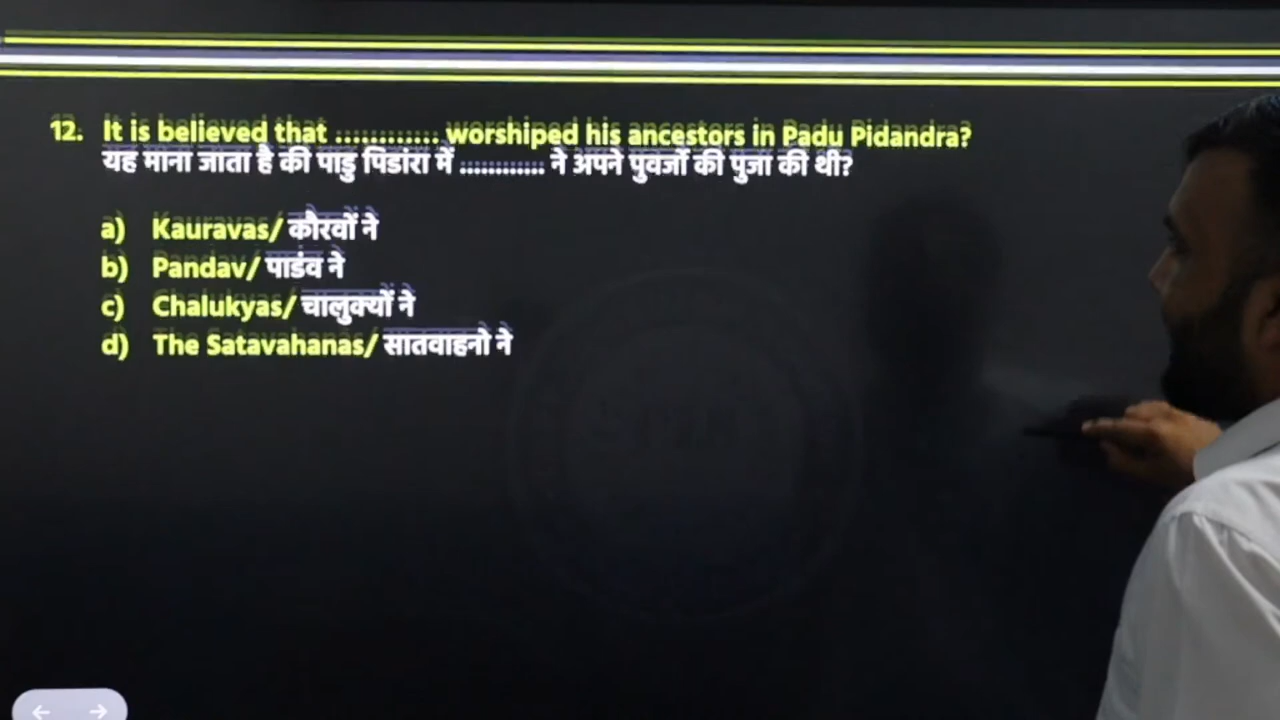 12. It is believed that ............ worshiped his ancestors in Padu Pidandra?
यह माना जाता है की पाडु पिडांरा में ............ ने अपने पुवर्जो की पुजा की थी?
a) Kauravas/ कौरवों ने
b) Pandav/ पाडंव ने
c) Chalukyas/ चालुक्यों ने
d) The Satavahanas/ सातवाहनो ने